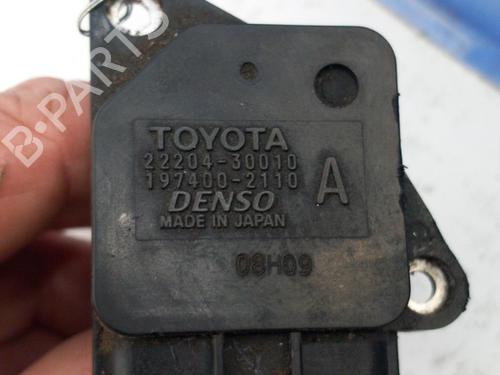 TOYOTA
22204-30010
197400-2110
A
DENSO
MADE IN JAPAN
08H09
B-PARTS